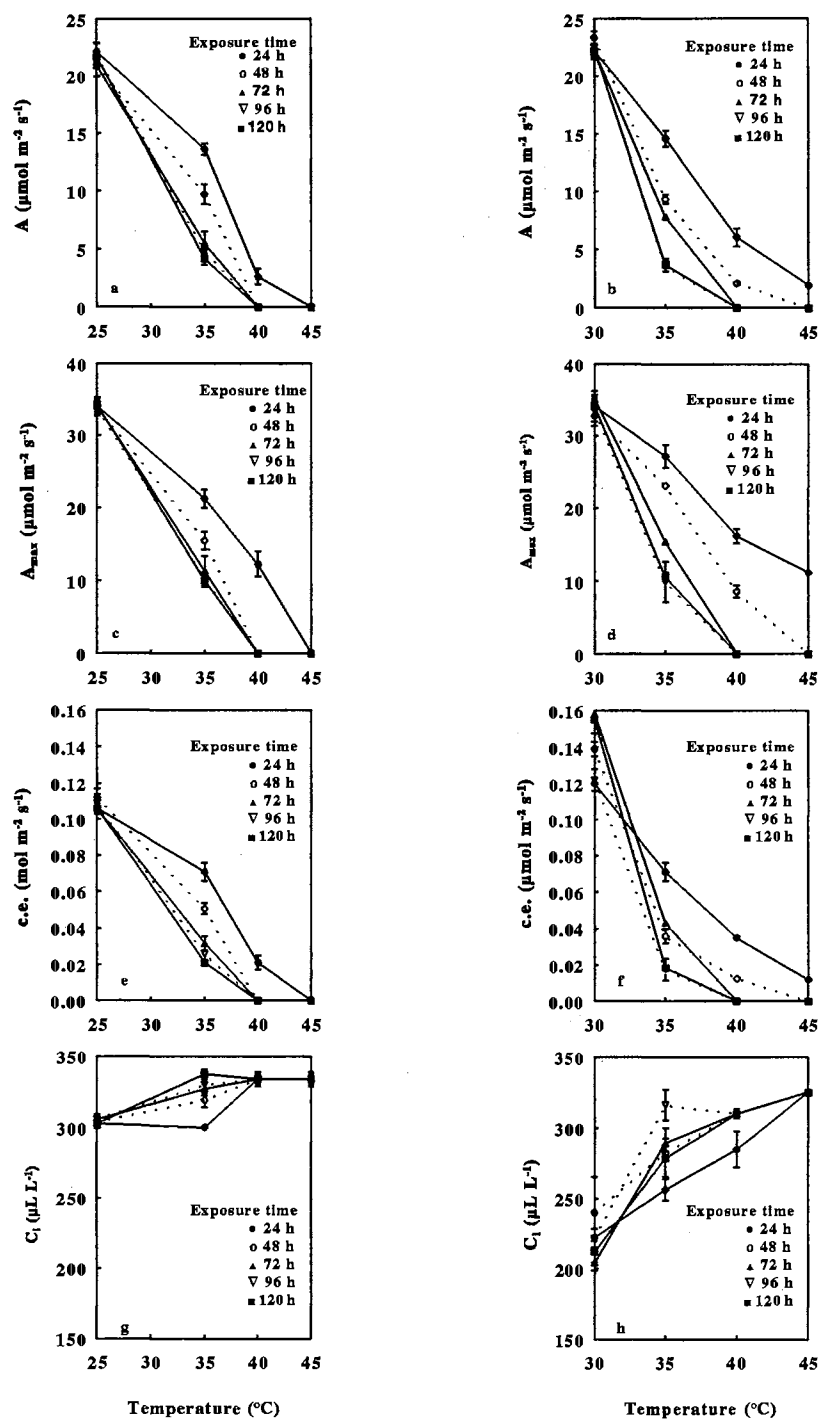 A (µmol m⁻² s⁻¹)
25
20
15
10
5
0
Exposure time
24 h
48 h
72 h
96 h
120 h
a
25 30 35 40 45
A (µmol m⁻² s⁻¹)
25
20
15
10
5
0
Exposure time
24 h
48 h
72 h
96 h
120 h
b
30 35 40 45
Amax (µmol m⁻² s⁻¹)
40
30
20
10
0
Exposure time
24 h
48 h
72 h
96 h
120 h
c
25 30 35 40 45
Amax (µmol m⁻² s⁻¹)
40
30
20
10
0
Exposure time
24 h
48 h
72 h
96 h
120 h
d
30 35 40 45
c.e. (mol m⁻² s⁻¹)
0.16
0.14
0.12
0.10
0.08
0.06
0.04
0.02
0.00
Exposure time
24 h
48 h
72 h
96 h
120 h
e
25 30 35 40 45
c.e. (µmol m⁻² s⁻¹)
0.16
0.14
0.12
0.10
0.08
0.06
0.04
0.02
0.00
Exposure time
24 h
48 h
72 h
96 h
120 h
f
30 35 40 45
Ci (µL L⁻¹)
350
300
250
200
150
Exposure time
24 h
48 h
72 h
96 h
120 h
g
25 30 35 40 45
Temperature (°C)
Ci (µL L⁻¹)
350
300
250
200
150
Exposure time
24 h
48 h
72 h
96 h
120 h
h
30 35 40 45
Temperature (°C)